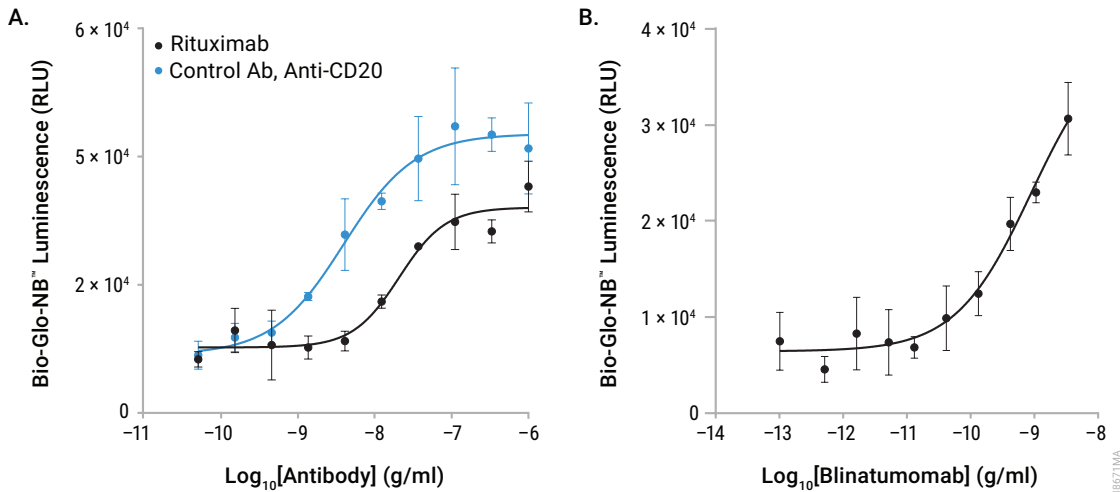 A.
6 × 10⁴
5 × 10⁴
2 × 10⁴
0
−11 −10 −9 −8 −7 −6
Rituximab
Control Ab, Anti-CD20
Bio-Glo-NB™ Luminescence (RLU)
Log₁₀[Antibody] (g/ml)
B.
4 × 10⁴
3 × 10⁴
2 × 10⁴
1 × 10⁴
0
−14 −13 −12 −11 −10 −9 −8
Bio-Glo-NB™ Luminescence (RLU)
Log₁₀[Blinatumomab] (g/ml)